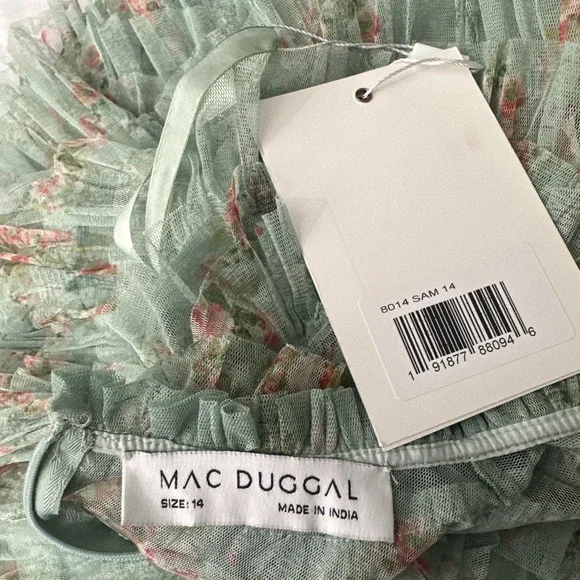 8014 SAM 14
1 91877 88094 6
MAC DUGGAL
SIZE: 14
MADE IN INDIA